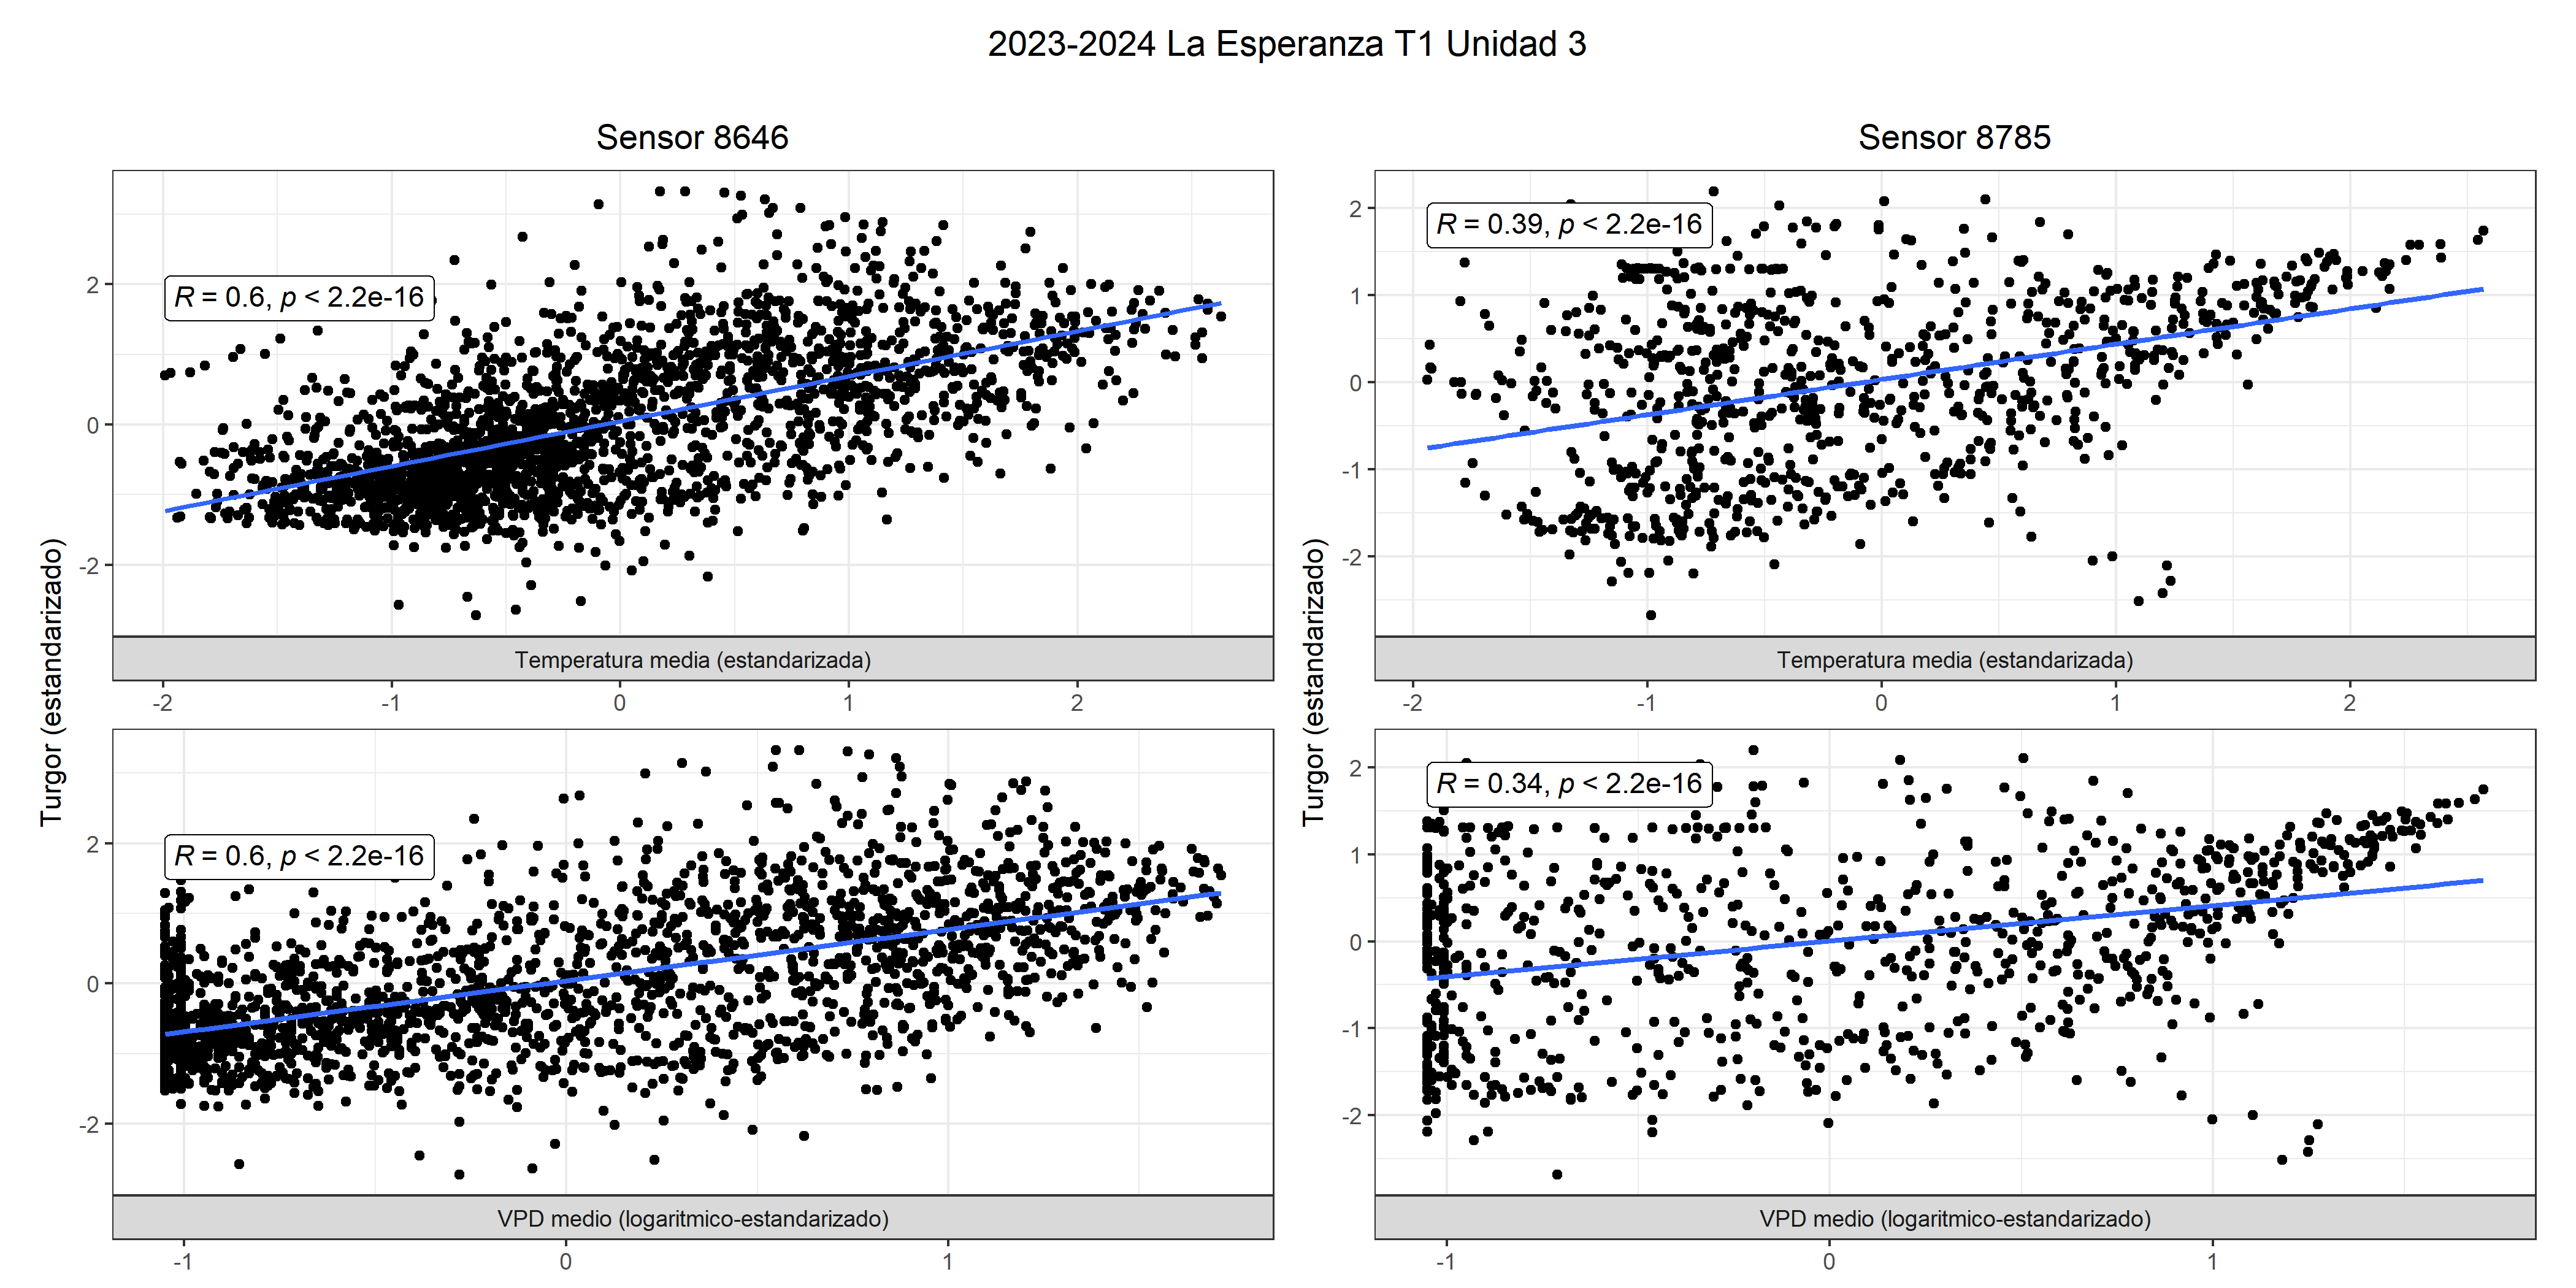 2023-2024 La Esperanza T1 Unidad 3
Sensor 8646
Turgor (estandarizado)
2
0
-2
R = 0.6, p < 2.2e-16
Temperatura media (estandarizada)
-2 -1 0 1 2
2
0
-2
R = 0.6, p < 2.2e-16
VPD medio (logaritmico-estandarizado)
-1 0 1
Sensor 8785
Turgor (estandarizado)
2
1
0
-1
-2
R = 0.39, p < 2.2e-16
Temperatura media (estandarizada)
-2 -1 0 1 2
2
1
0
-1
-2
R = 0.34, p < 2.2e-16
VPD medio (logaritmico-estandarizado)
-1 0 1